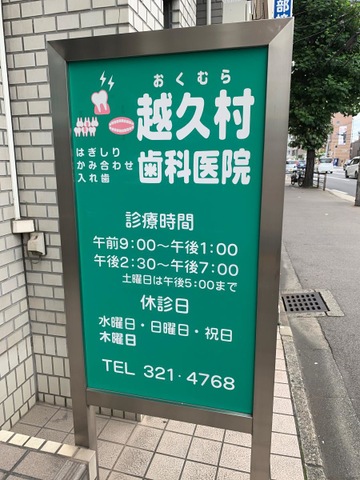 おくむら
越久村
歯科医院
はぎしり
かみ合わせ
入れ歯
診療時間
午前9:00〜午後1:00
午後2:30〜午後7:00
土曜日は午後5:00まで
休診日
水曜日・日曜日・祝日
木曜日
TEL 321・4768
部